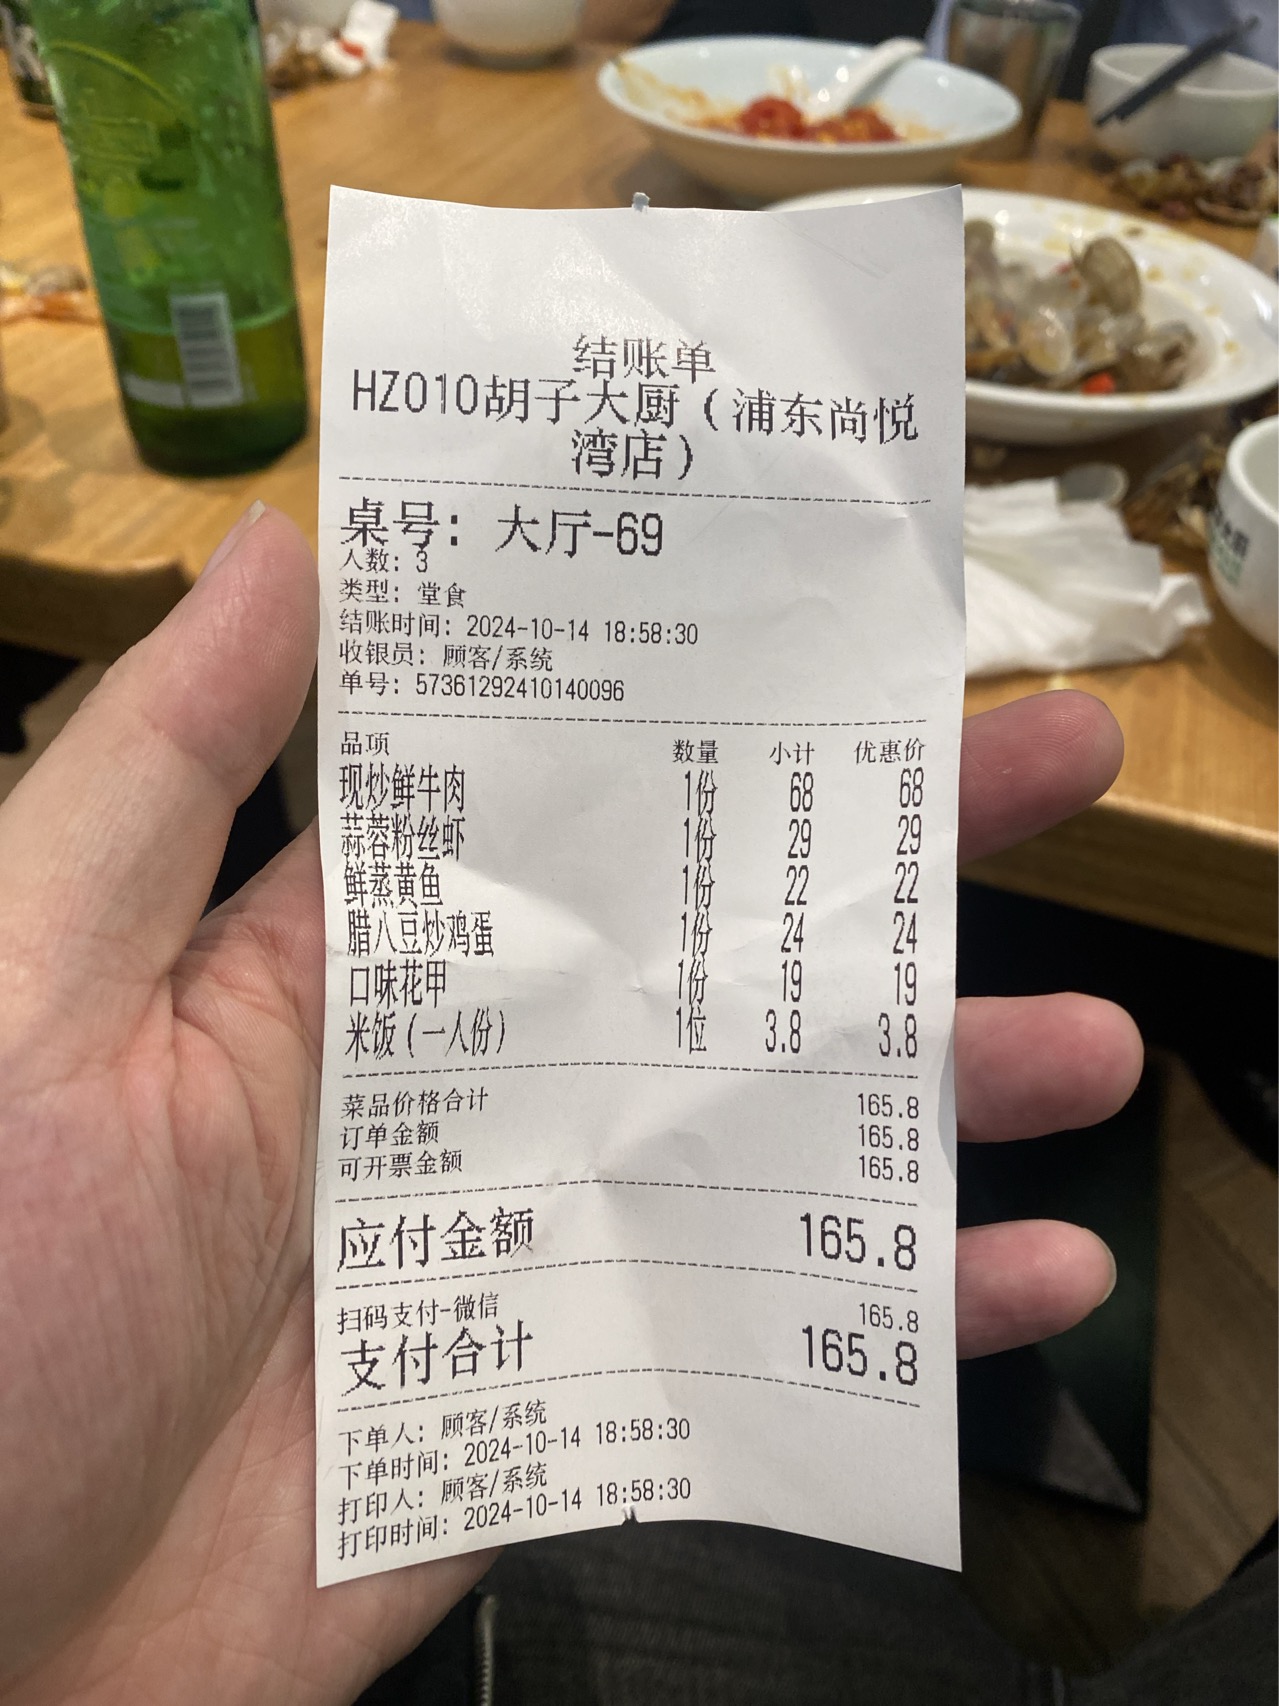 结账单
HZ010胡子大厨（浦东尚悦
湾店）
桌号：大厅-69
人数：3
类型：堂食
结账时间：2024-10-14 18:58:30
收银员：顾客/系统
单号：57361292410140096
品项 数量 小计 优惠价
现炒鲜牛肉 1份 68 68
蒜蓉粉丝虾 1份 29 29
鲜蒸黄鱼 1份 22 22
腊八豆炒鸡蛋 1份 24 24
口味花甲 1份 19 19
米饭（一人份） 1位 3.8 3.8
菜品价格合计 165.8
订单金额 165.8
可开票金额 165.8
应付金额 165.8
扫码支付-微信 165.8
支付合计 165.8
下单人：顾客/系统
下单时间：2024-10-14 18:58:30
打印人：顾客/系统
打印时间：2024-10-14 18:58:30